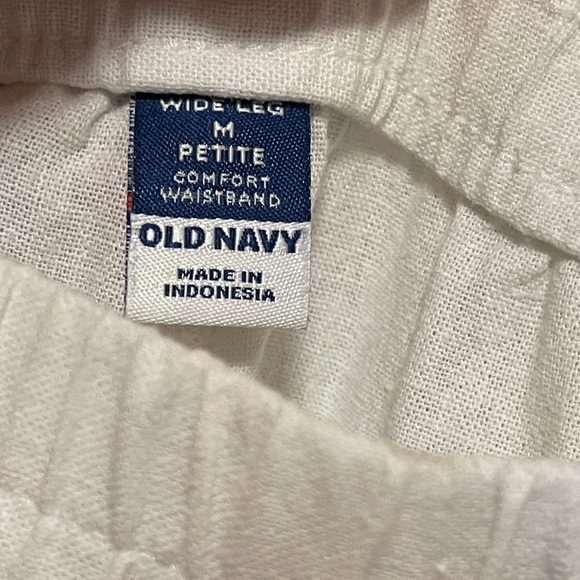 WIDE LEG
M
PETITE
COMFORT
WAISTBAND
OLD NAVY
MADE IN
INDONESIA